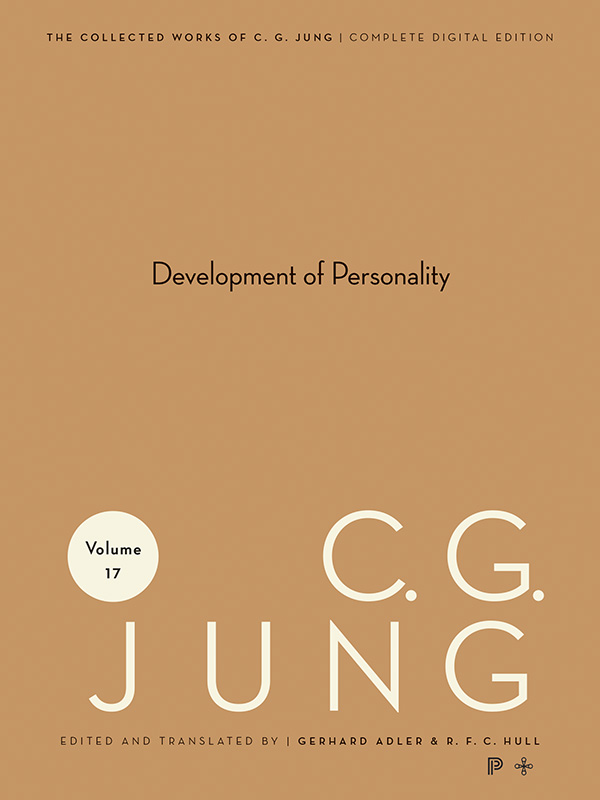 THE COLLECTED WORKS OF C. G. JUNG | COMPLETE DIGITAL EDITION
Development of Personality
Volume
17
C.G.
JUNG
EDITED AND TRANSLATED BY | GERHARD ADLER & R. F. C. HULL